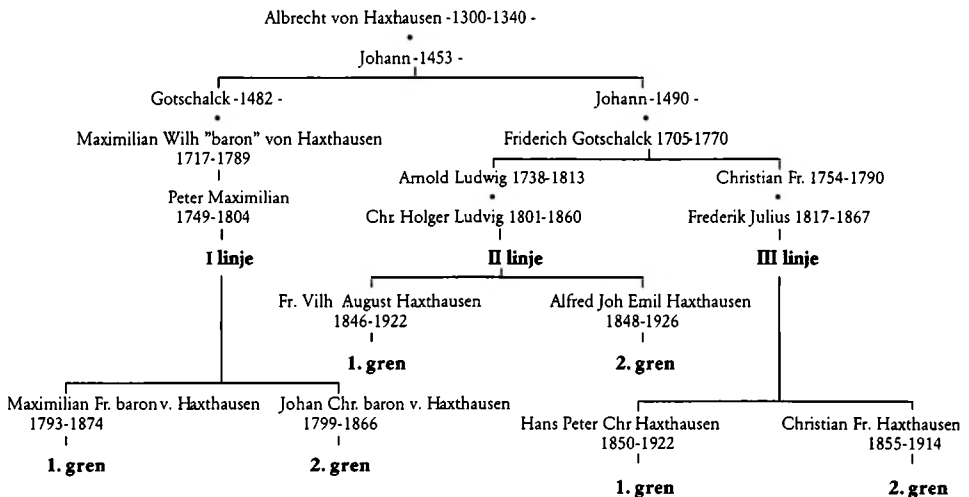 Albrecht von Haxthausen -1300-1340 -
Johann -1453 -
Gotschalck -1482 -
Johann -1490 -
Maximilian Wilh "baron" von Haxthausen
1717-1789
Friderich Gotschalck 1705-1770
Arnold Ludwig 1738-1813
Christian Fr. 1754-1790
Peter Maximilian
1749-1804
Chr. Holger Ludvig 1801-1860
Frederik Julius 1817-1867
I linje
II linje
III linje
Fr. Vilh August Haxthausen
1846-1922
Alfred Joh Emil Haxthausen
1848-1926
1. gren
2. gren
Maximilian Fr. baron v. Haxthausen
1793-1874
Johan Chr. baron v. Haxthausen
1799-1866
Hans Peter Chr Haxthausen
1850-1922
Christian Fr. Haxthausen
1855-1914
1. gren
2. gren
1. gren
2. gren